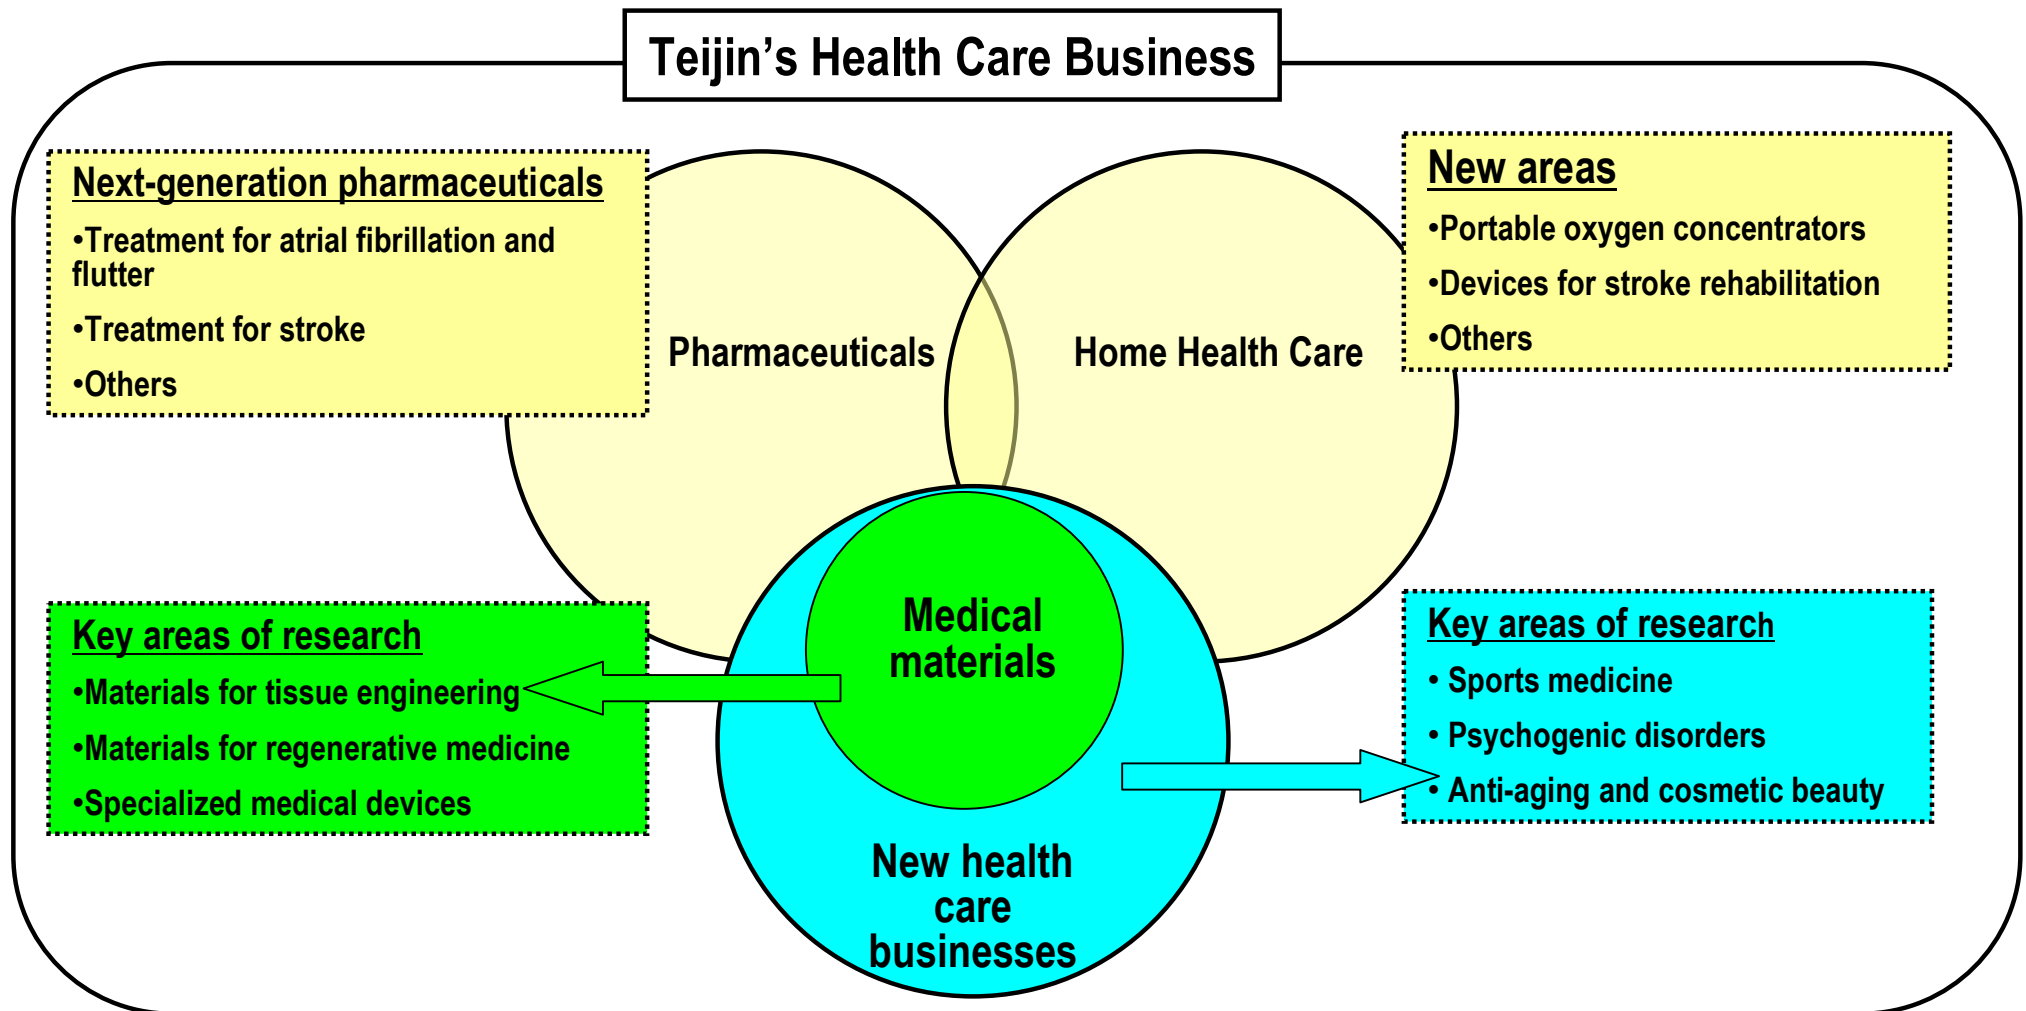 Teijin’s Health Care Business
Next-generation pharmaceuticals
•Treatment for atrial fibrillation and
flutter
•Treatment for stroke
•Others
Pharmaceuticals
Home Health Care
New areas
•Portable oxygen concentrators
•Devices for stroke rehabilitation
•Others
Key areas of research
•Materials for tissue engineering
•Materials for regenerative medicine
•Specialized medical devices
Medical
materials
New health
care
businesses
Key areas of research
• Sports medicine
• Psychogenic disorders
• Anti-aging and cosmetic beauty